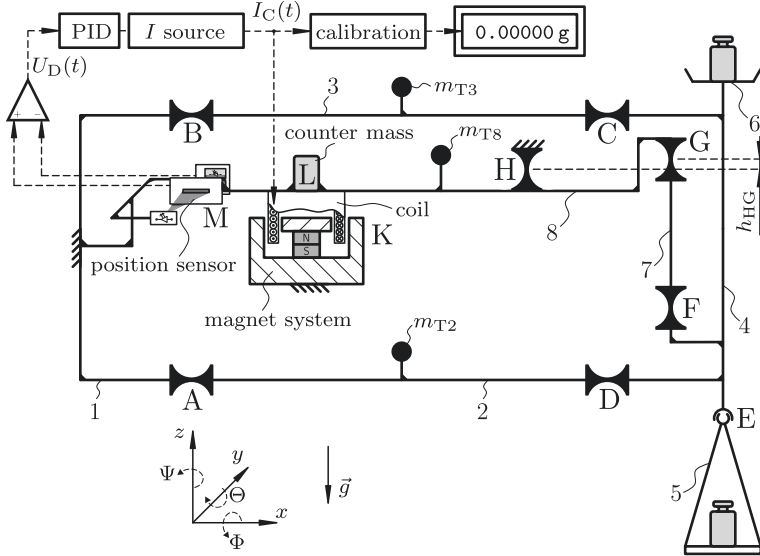 I_C(t)
PID
I source
calibration
0.00000 g
U_D(t)
+ −
3
m_T3
6
B
C
counter mass
m_T8
H
G
L
M
coil
8
h_HG
K
N
S
position sensor
7
magnet system
F
4
m_T2
1
A
2
D
E
z
y
Ψ
Θ
g⃗
5
x
Φ